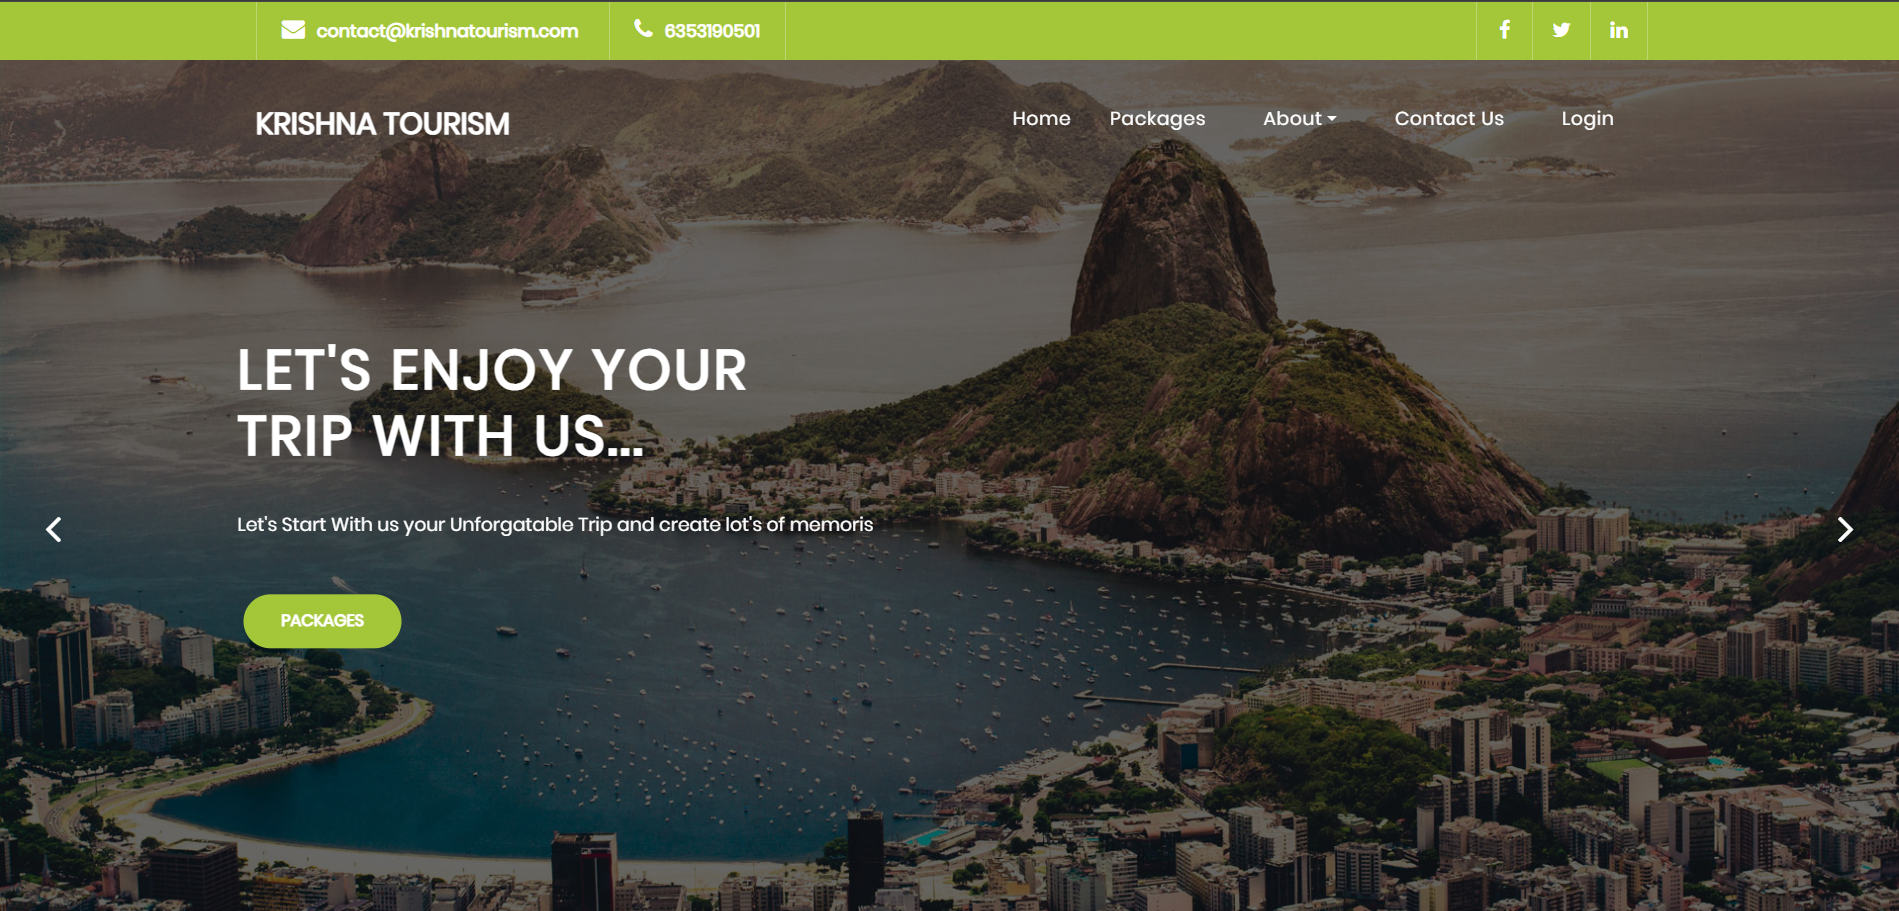 contact@krishnatourism.com 6353190501
KRISHNA TOURISM Home Packages About Contact Us Login
LET'S ENJOY YOUR
TRIP WITH US...
Let's Start With us your Unforgatable Trip and create lot's of memoris
PACKAGES